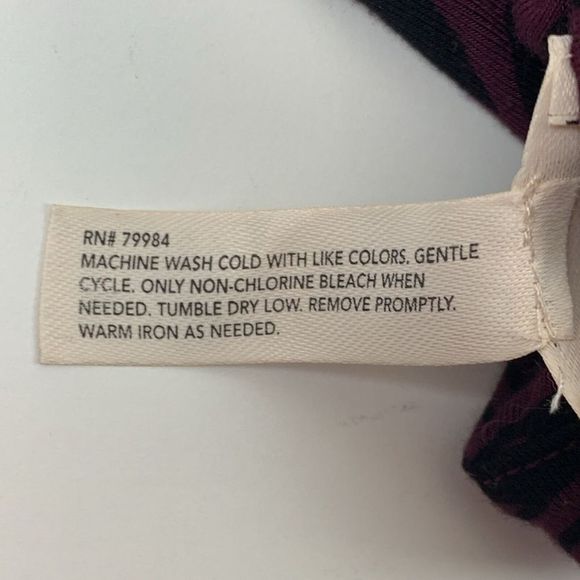 RN# 79984
MACHINE WASH COLD WITH LIKE COLORS. GENTLE
CYCLE. ONLY NON-CHLORINE BLEACH WHEN
NEEDED. TUMBLE DRY LOW. REMOVE PROMPTLY.
WARM IRON AS NEEDED.